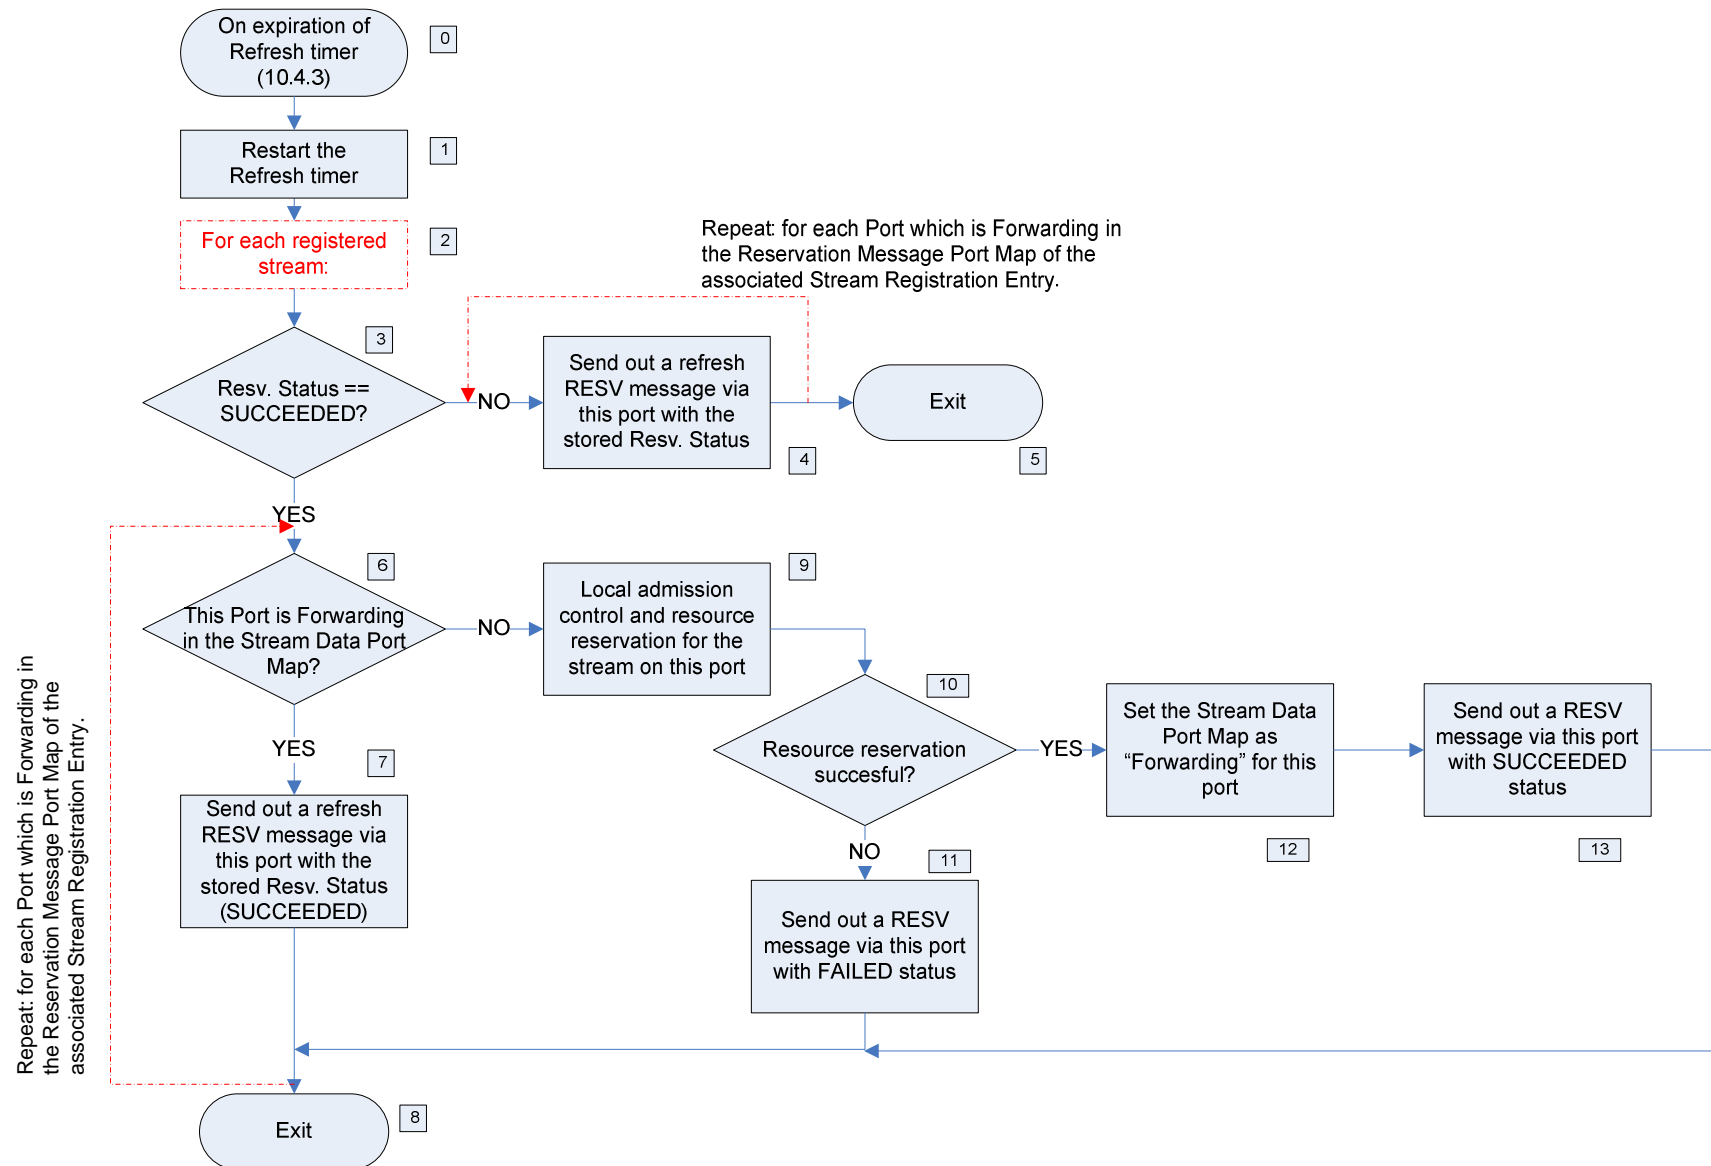 On expiration of
Refresh timer
(10.4.3)
0
Restart the
Refresh timer
1
For each registered
stream:
2
Repeat: for each Port which is Forwarding in
the Reservation Message Port Map of the
associated Stream Registration Entry.
3
Resv. Status ==
SUCCEEDED?
NO
Send out a refresh
RESV message via
this port with the
stored Resv. Status
4
Exit
5
YES
6
This Port is Forwarding
in the Stream Data Port
Map?
NO
Local admission
control and resource
reservation for the
stream on this port
9
10
Resource reservation
succesful?
YES
Set the Stream Data
Port Map as
“Forwarding” for this
port
12
Send out a RESV
message via this port
with SUCCEEDED
status
13
YES
7
Send out a refresh
RESV message via
this port with the
stored Resv. Status
(SUCCEEDED)
NO
11
Send out a RESV
message via this port
with FAILED status
Repeat: for each Port which is Forwarding in
the Reservation Message Port Map of the
associated Stream Registration Entry.
Exit
8